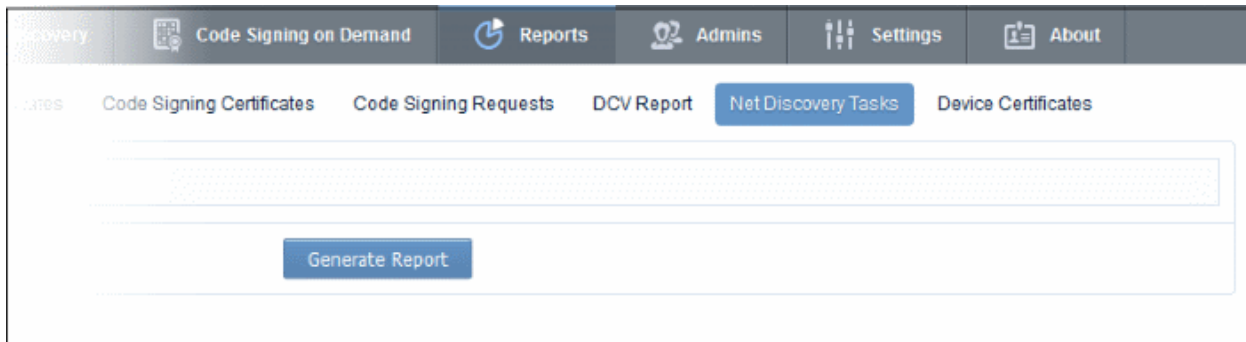 Discovery Code Signing on Demand Reports Admins Settings About
Code Signing Certificates Code Signing Requests DCV Report Net Discovery Tasks Device Certificates
Generate Report